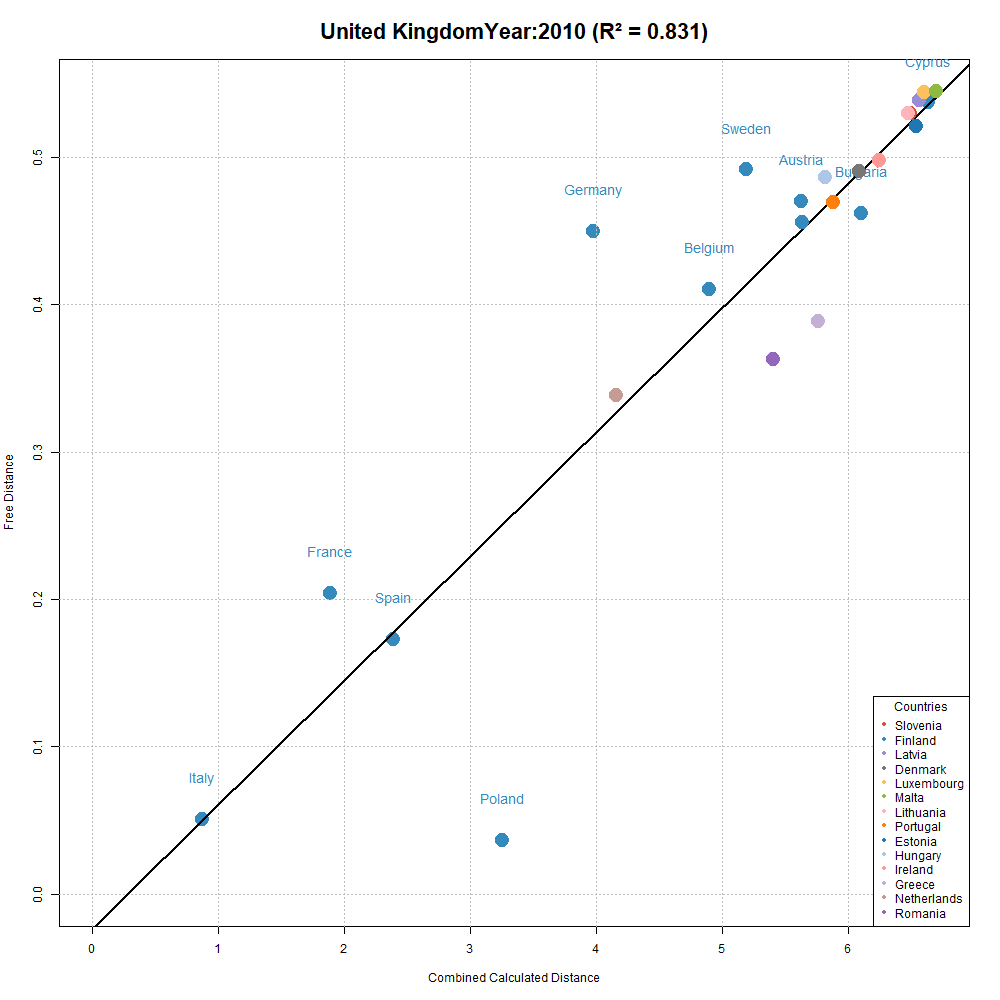 United KingdomYear:2010 (R² = 0.831)
Cyprus
Sweden
Austria
Bulgaria
Germany
Belgium
France
Spain
Italy
Poland
0.5
0.4
0.3
0.2
0.1
0.0
Free Distance
0 1 2 3 4 5 6
Combined Calculated Distance
Countries
Slovenia
Finland
Latvia
Denmark
Luxembourg
Malta
Lithuania
Portugal
Estonia
Hungary
Ireland
Greece
Netherlands
Romania